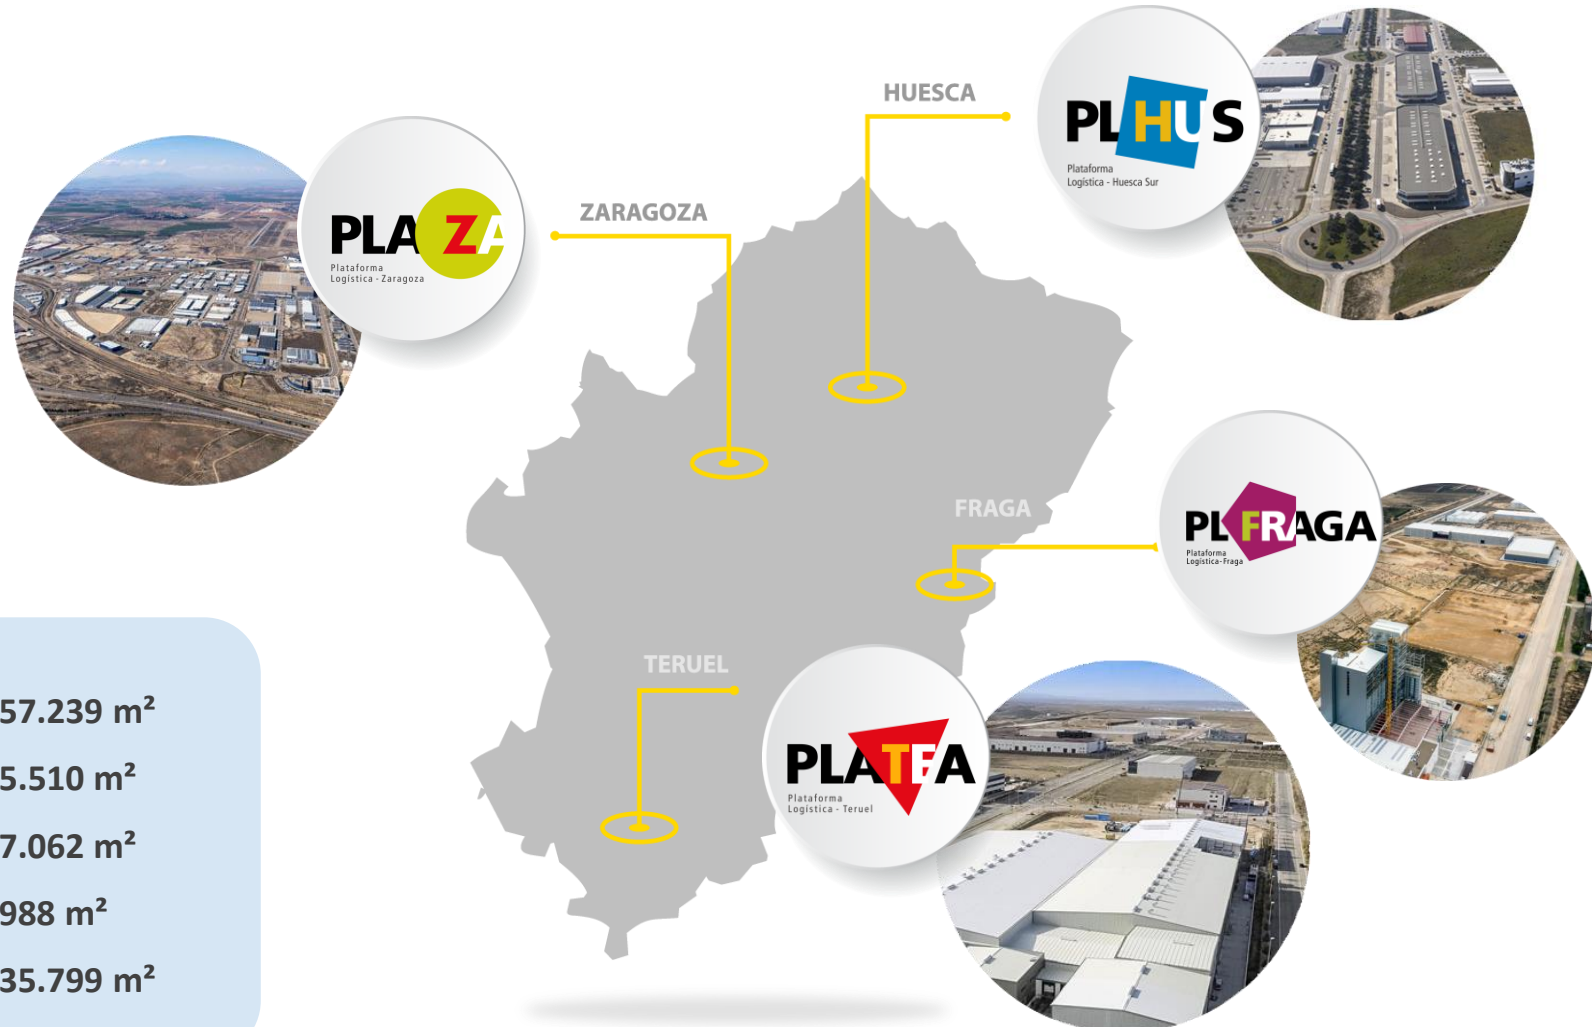 HUESCA
PLHUS
Plataforma
Logística - Huesca Sur
ZARAGOZA
PLAZA
Plataforma
Logística - Zaragoza
FRAGA
PLFRAGA
Plataforma
Logística-Fraga
TERUEL
PLATEA
Plataforma
Logística - Teruel
57.239 m²
5.510 m²
7.062 m²
988 m²
35.799 m²